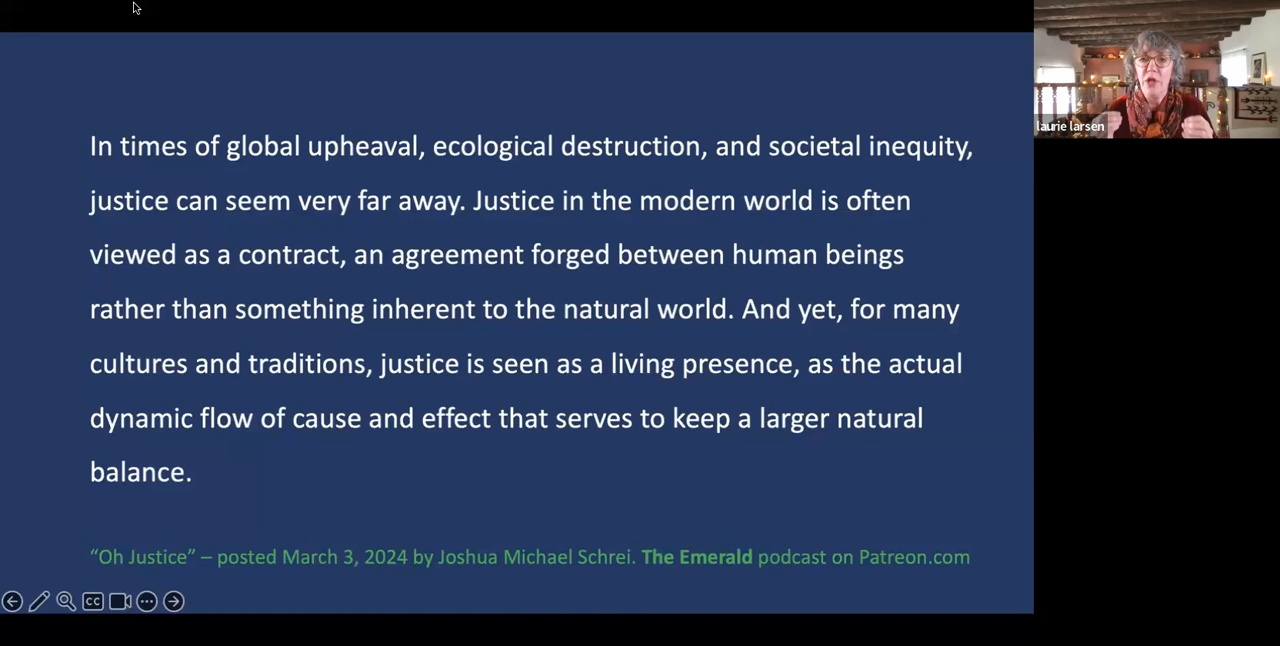 In times of global upheaval, ecological destruction, and societal inequity,
justice can seem very far away. Justice in the modern world is often
viewed as a contract, an agreement forged between human beings
rather than something inherent to the natural world. And yet, for many
cultures and traditions, justice is seen as a living presence, as the actual
dynamic flow of cause and effect that serves to keep a larger natural
balance.
“Oh Justice” – posted March 3, 2024 by Joshua Michael Schrei. The Emerald podcast on Patreon.com
CC
laurie larsen